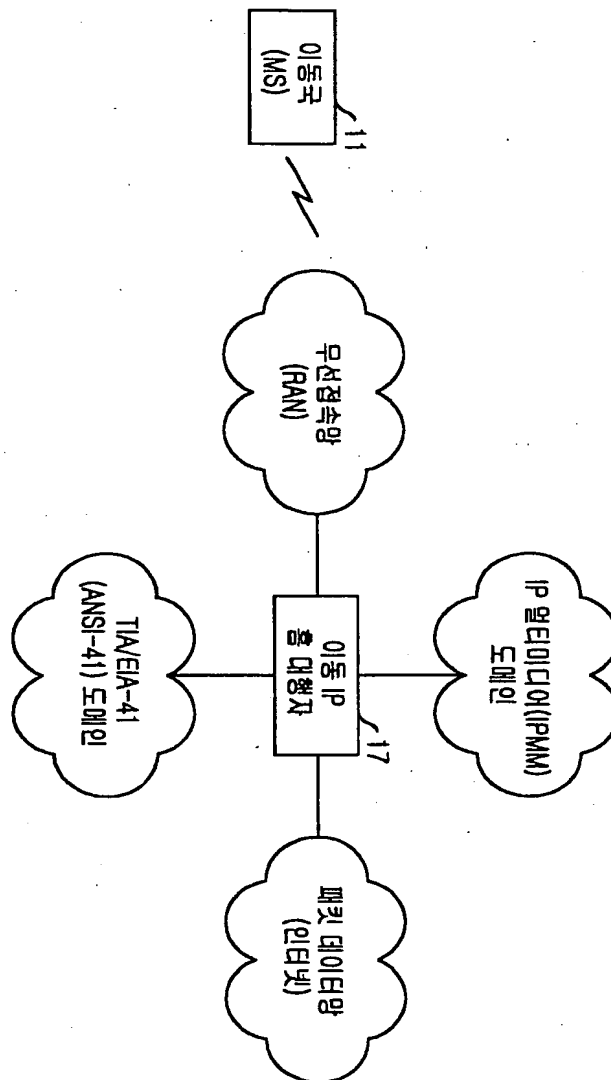 이동국
(MS)
11
무선접속망
(RAN)
IP 멀티미디어(IPMM)
도메인
이동 IP
홈 대행자
17
TIA/EIA-41
(ANSI-41) 도메인
패킷 데이터망
(인터넷)